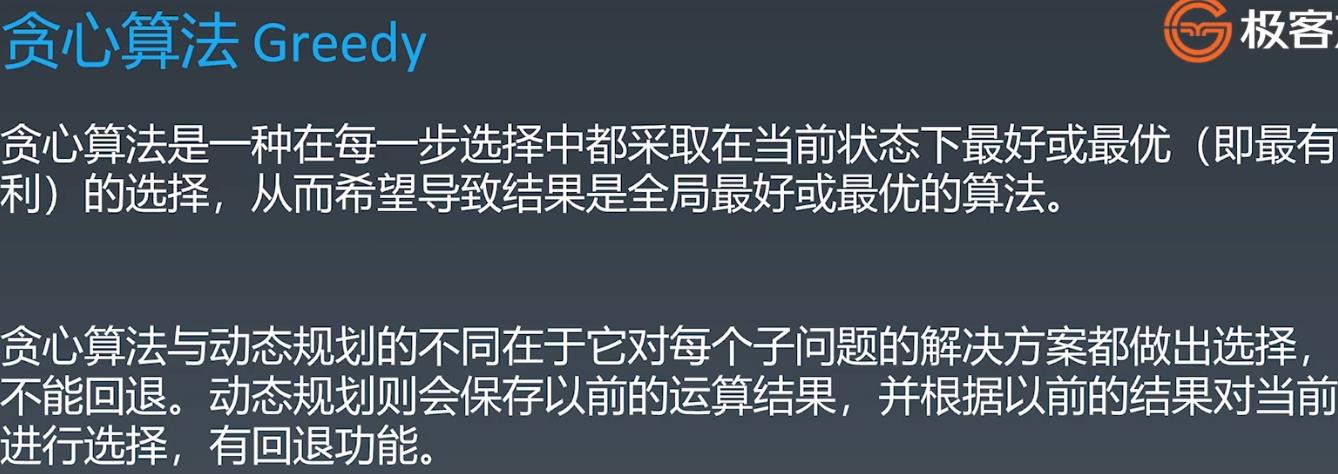 贪心算法 Greedy
极客
贪心算法是一种在每一步选择中都采取在当前状态下最好或最优（即最有
利）的选择，从而希望导致结果是全局最好或最优的算法。
贪心算法与动态规划的不同在于它对每个子问题的解决方案都做出选择，
不能回退。动态规划则会保存以前的运算结果，并根据以前的结果对当前
进行选择，有回退功能。